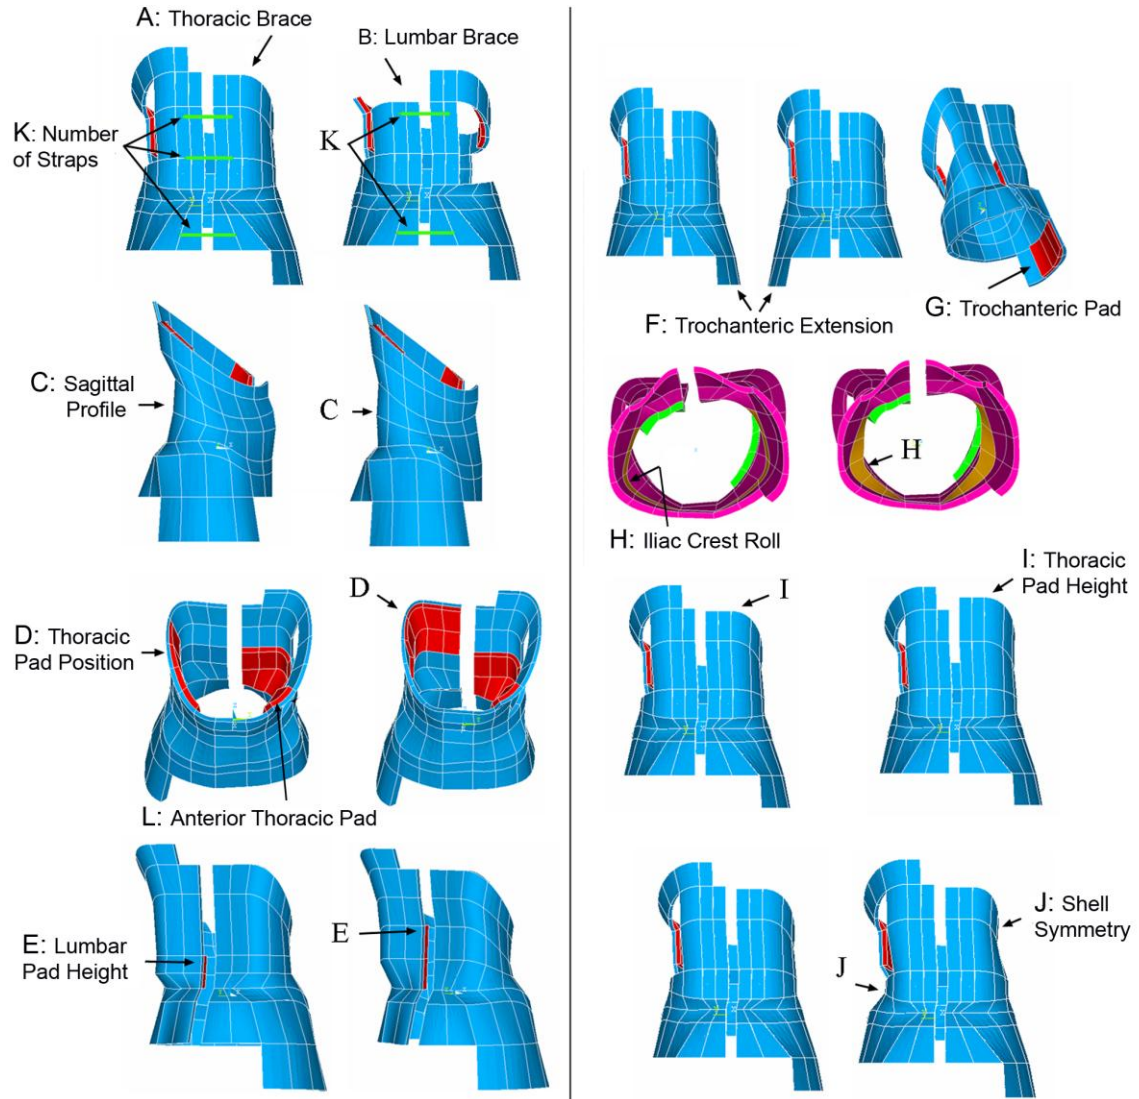 A: Thoracic Brace
B: Lumbar Brace
K: Number
of Straps
K
C: Sagittal
Profile
C
D
D: Thoracic
Pad Position
L: Anterior Thoracic Pad
E
E: Lumbar
Pad Height
F: Trochanteric Extension
G: Trochanteric Pad
H
H: Iliac Crest Roll
I
I: Thoracic
Pad Height
J: Shell
Symmetry
J